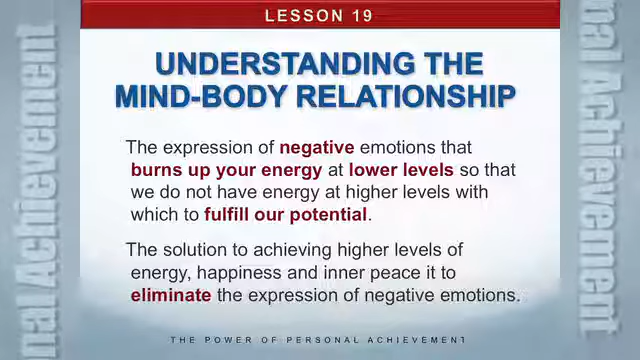 LESSON 19
UNDERSTANDING THE
MIND-BODY RELATIONSHIP
The expression of negative emotions that
burns up your energy at lower levels so that
we do not have energy at higher levels with
which to fulfill our potential.
The solution to achieving higher levels of
energy, happiness and inner peace it to
eliminate the expression of negative emotions.
THE POWER OF PERSONAL ACHIEVEMENT
nal Achievement
nal Achievement